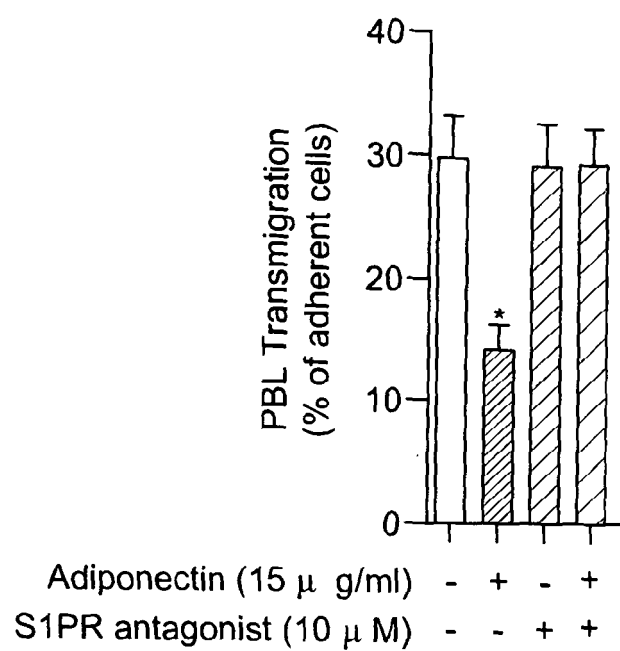 40
30
20
10
0
PBL Transmigration
(% of adherent cells)
*
Adiponectin (15 μ g/ml) - + - +
S1PR antagonist (10 μ M) - - + +